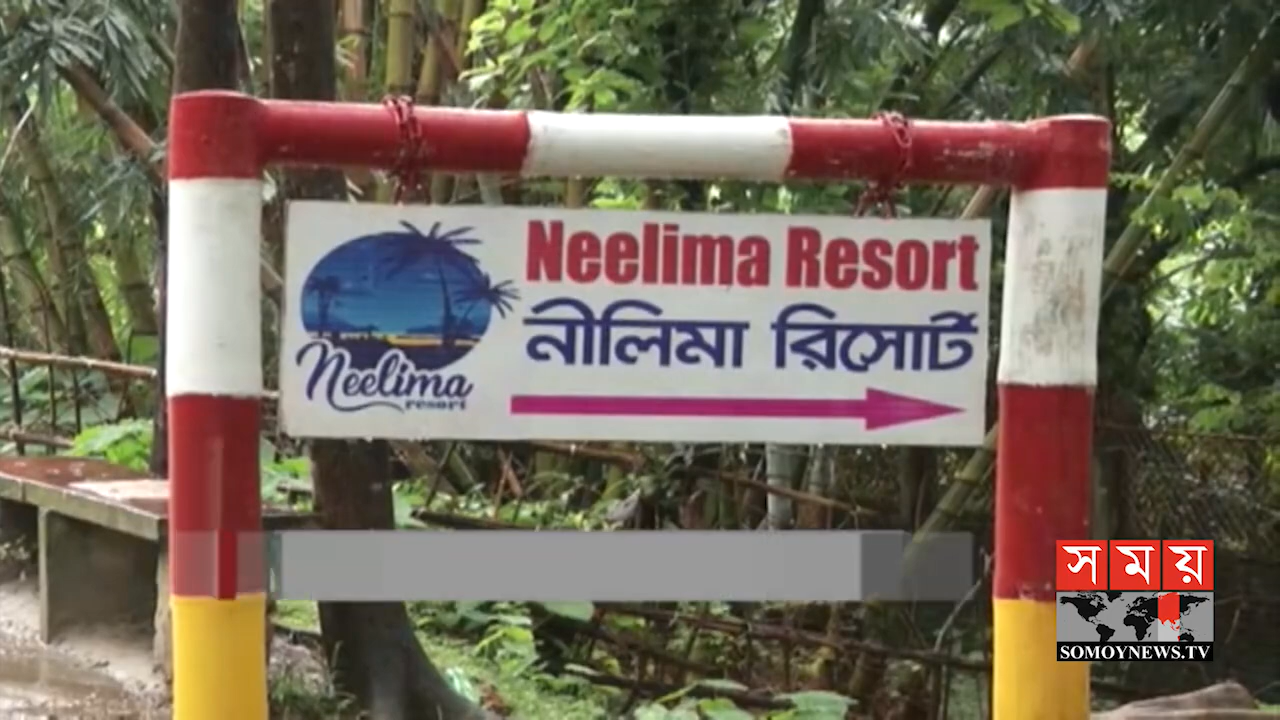 Neelima Resort
নীলিমা রিসোর্ট
Neelima
resort
সময়
SOMOYNEWS.TV